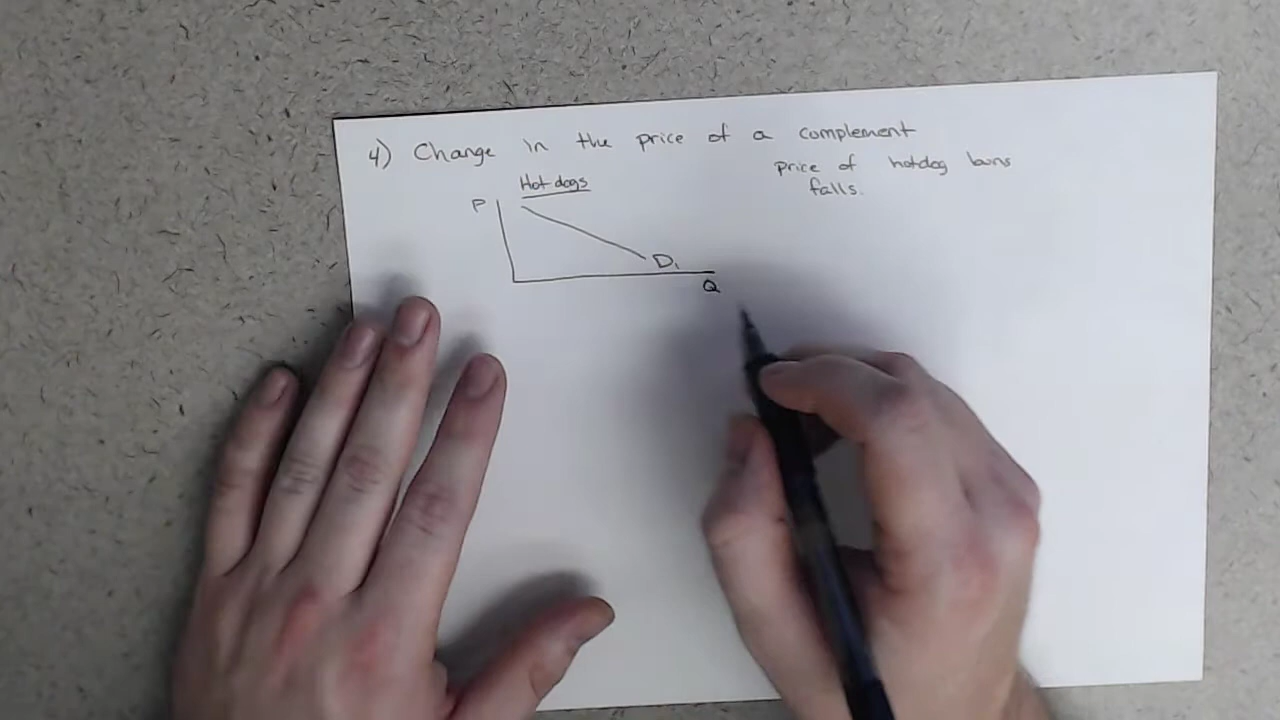 4) Change in the price of a complement
price of hotdog buns
falls.
Hot dogs
P
D₁
Q